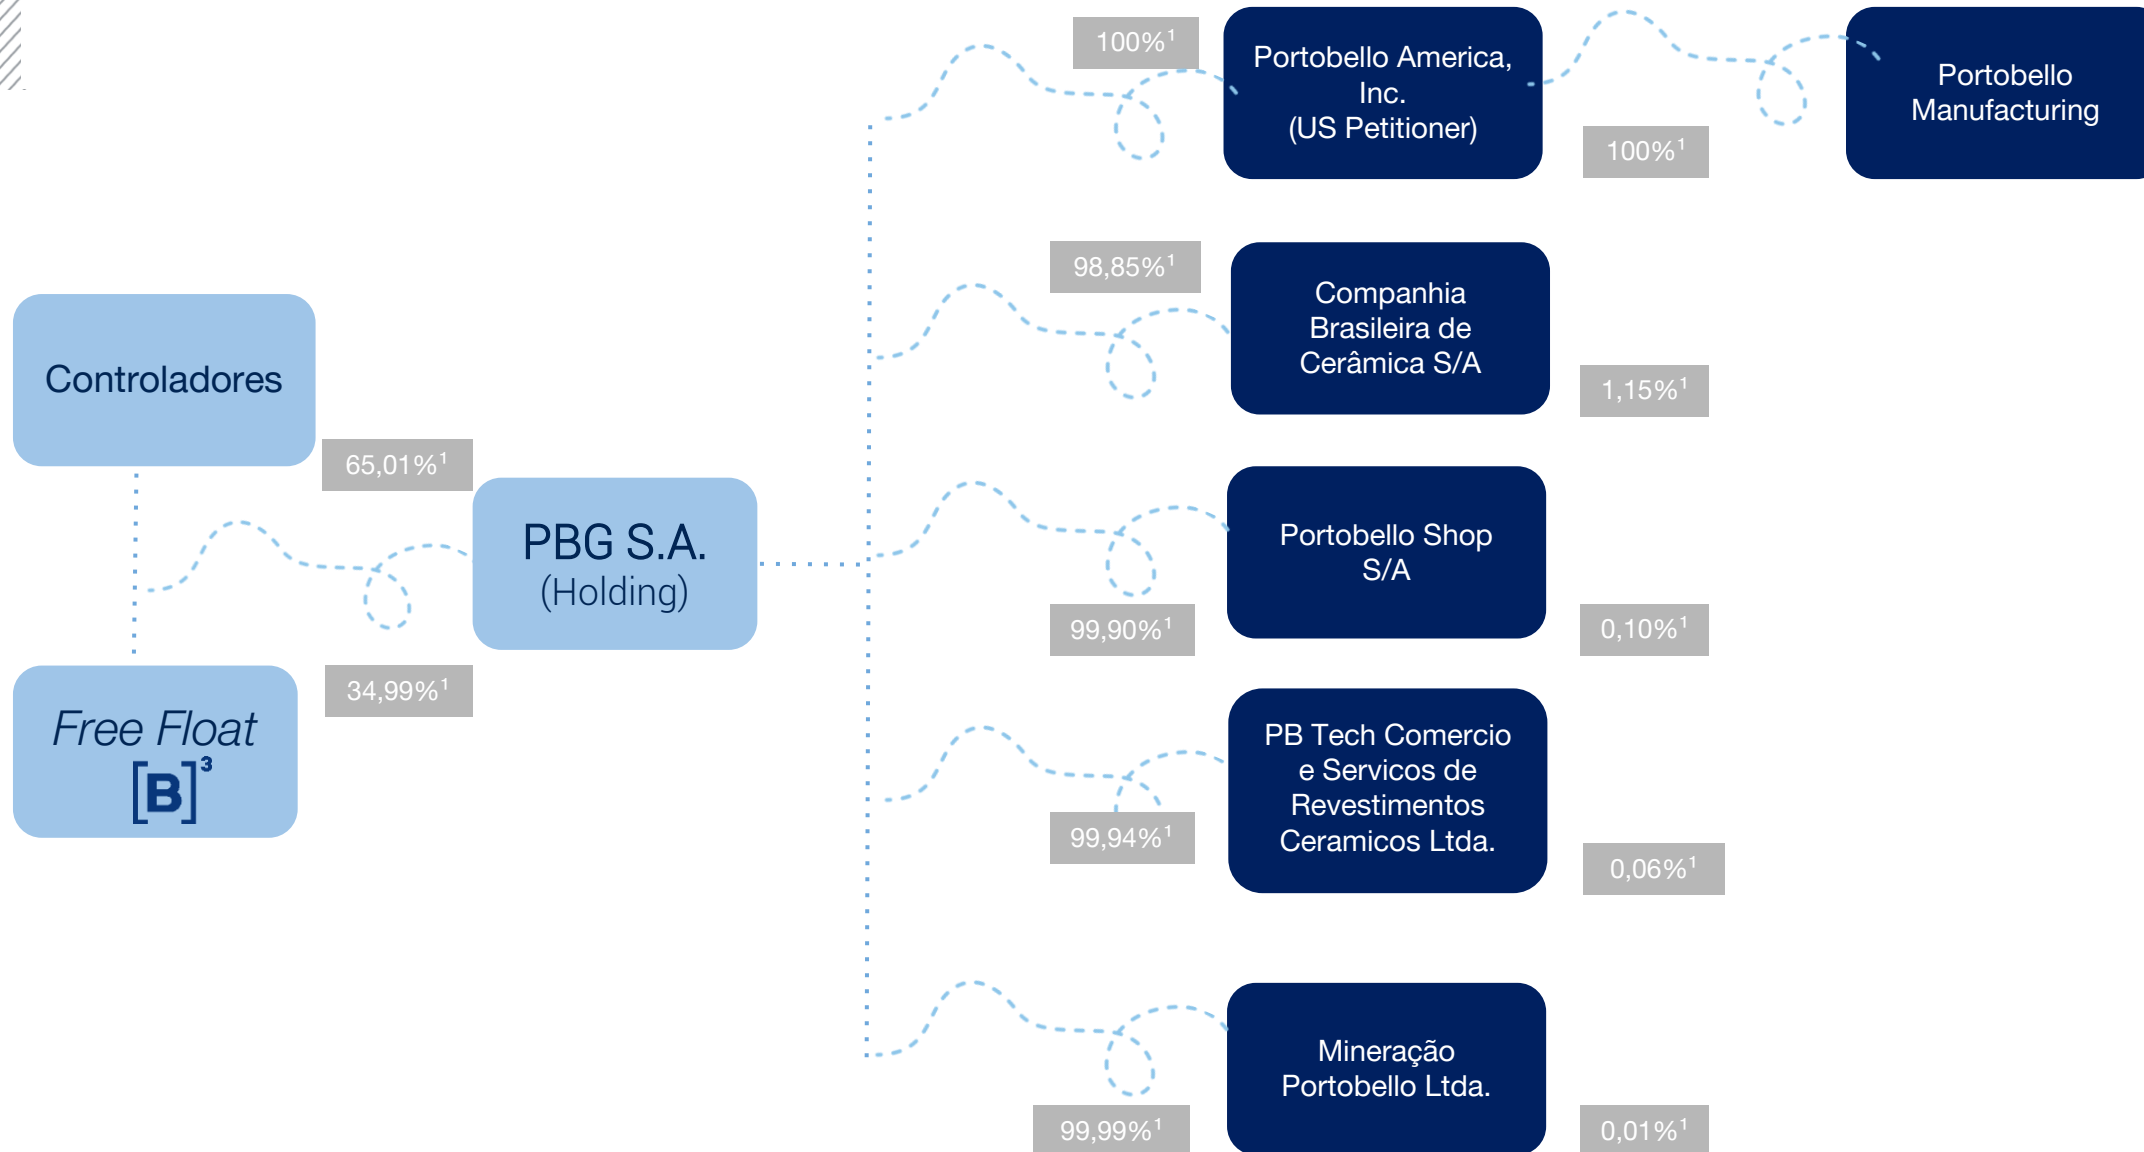 100%¹
Portobello America,
Inc.
(US Petitioner)
100%¹
Portobello
Manufacturing
98,85%¹
Companhia
Brasileira de
Cerâmica S/A
1,15%¹
Controladores
65,01%¹
PBG S.A.
(Holding)
34,99%¹
Free Float
[B]³
Portobello Shop
S/A
99,90%¹
0,10%¹
PB Tech Comercio
e Servicos de
Revestimentos
Ceramicos Ltda.
99,94%¹
0,06%¹
Mineração
Portobello Ltda.
99,99%¹
0,01%¹